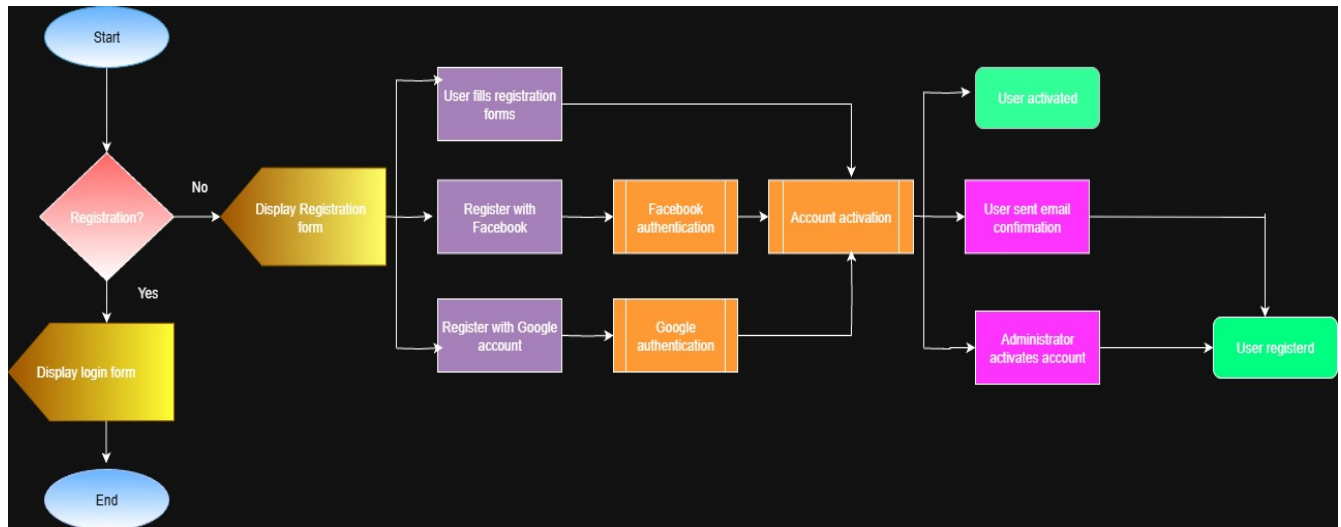 Start
Registration?
No
Yes
Display login form
End
Display Registration
form
User fills registration
forms
Register with
Facebook
Register with Google
account
Facebook
authentication
Google
authentication
Account activation
User activated
User sent email
confirmation
Administrator
activates account
User registerd